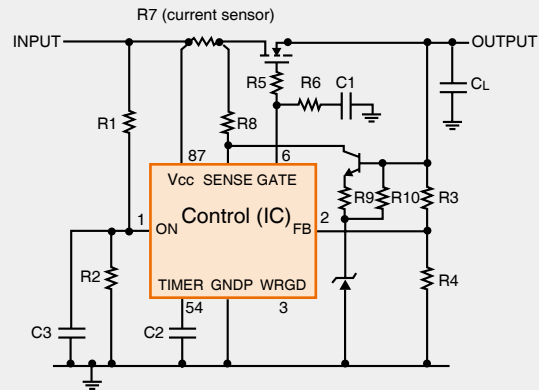 R7 (current sensor)
INPUT
OUTPUT
R5
R6
C1
CL
R1
R8
87
6
Vcc SENSE GATE
R9
R10
R3
Control (IC)
1
ON
2
FB
R2
R4
TIMER GNDP WRGD
54
3
C3
C2